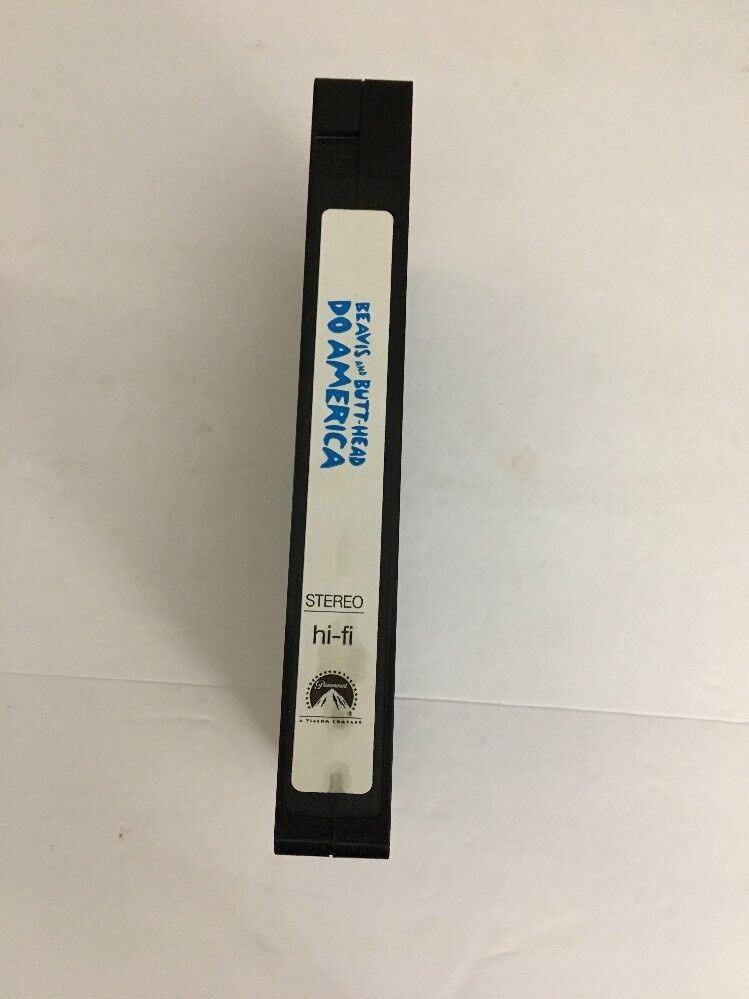 BEAVIS AND BUTT-HEAD
DO AMERICA
STEREO
hi-fi
Paramount
®
A VIACOM COMPANY